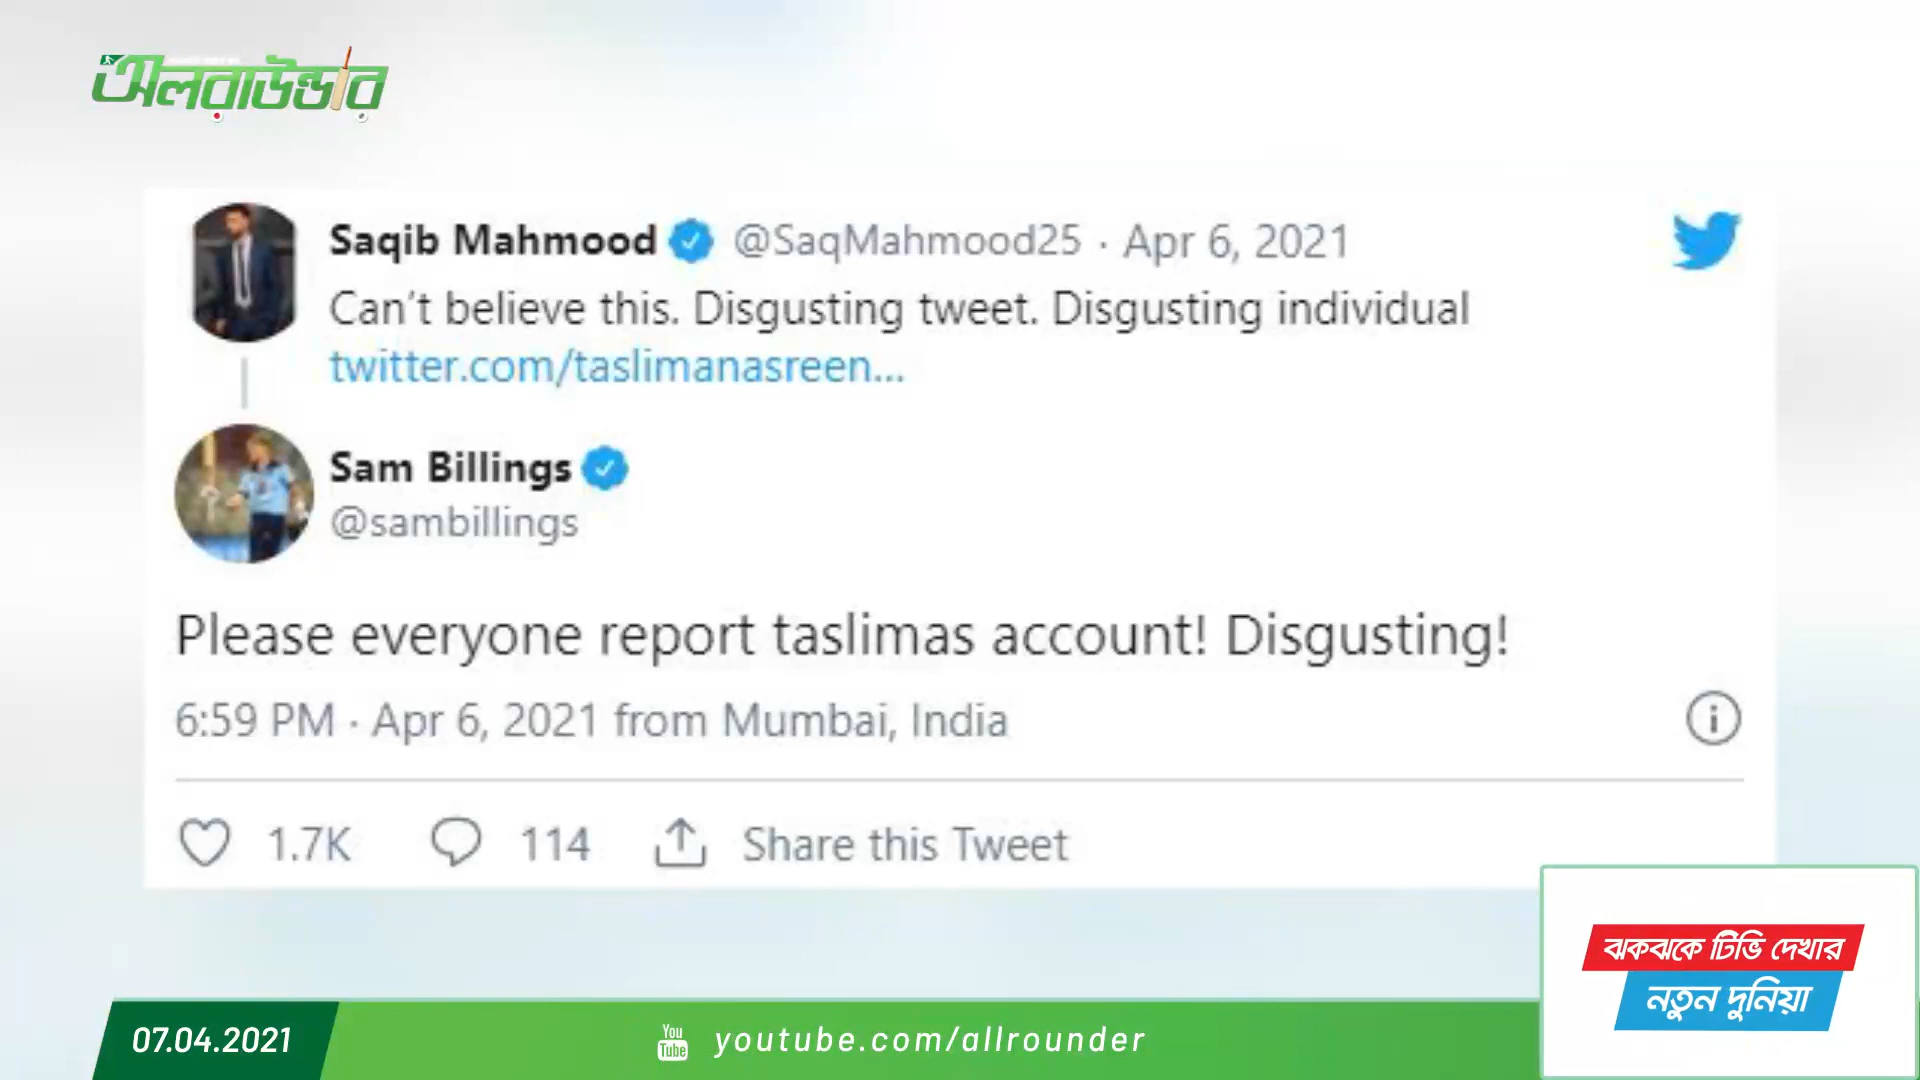 অলরাউন্ডার
Saqib Mahmood @SaqMahmood25 · Apr 6, 2021
Can't believe this. Disgusting tweet. Disgusting individual
twitter.com/taslimanasreen...
Sam Billings
@sambillings
Please everyone report taslimas account! Disgusting!
6:59 PM · Apr 6, 2021 from Mumbai, India
1.7K 114 Share this Tweet
ঝকঝকে টিভি দেখার
নতুন দুনিয়া
07.04.2021 You Tube youtube.com/allrounder